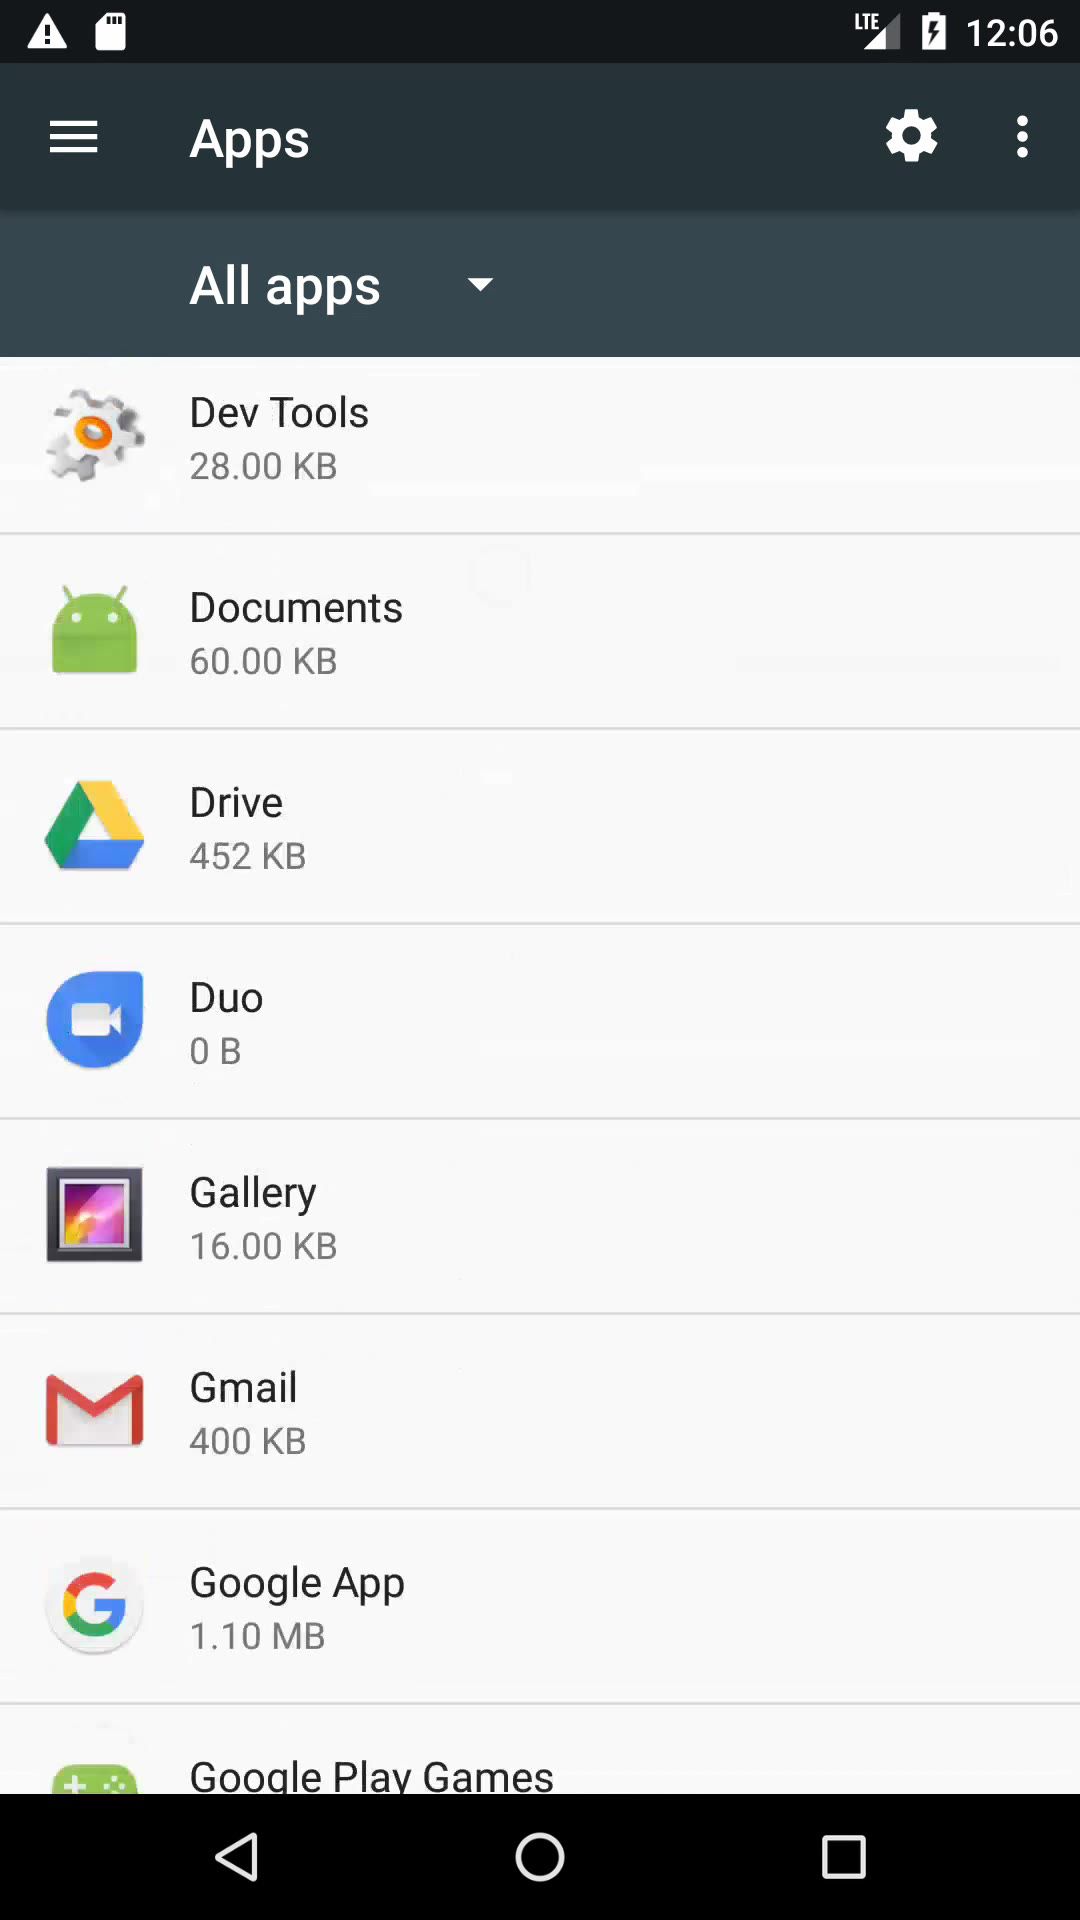 LTE 12:06
Apps
All apps
Dev Tools
28.00 KB
Documents
60.00 KB
Drive
452 KB
Duo
0 B
Gallery
16.00 KB
Gmail
400 KB
Google App
1.10 MB
Google Play Games